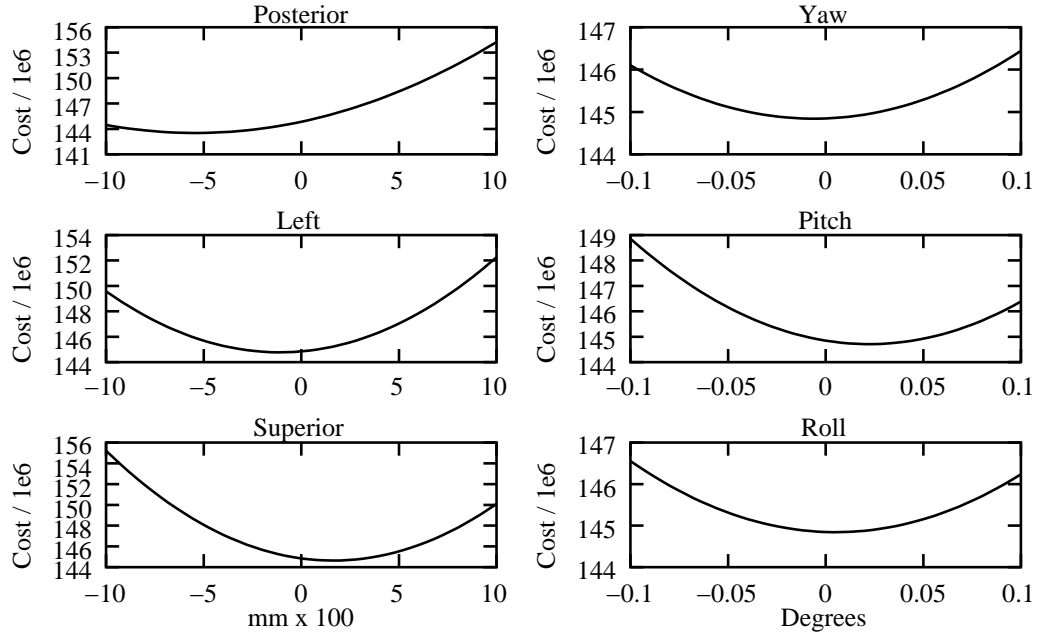 Posterior
Cost / 1e6
156
153
150
147
144
141
−10 −5 0 5 10
Yaw
Cost / 1e6
147
146
145
144
−0.1 −0.05 0 0.05 0.1
Left
Cost / 1e6
154
152
150
148
146
144
−10 −5 0 5 10
Pitch
Cost / 1e6
149
148
147
146
145
144
−0.1 −0.05 0 0.05 0.1
Superior
Cost / 1e6
156
154
152
150
148
146
144
−10 −5 0 5 10
mm x 100
Roll
Cost / 1e6
147
146
145
144
−0.1 −0.05 0 0.05 0.1
Degrees